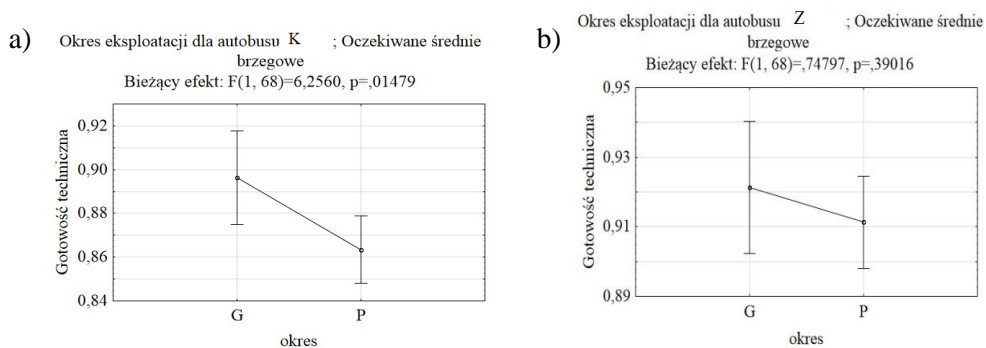 a)
Okres eksploatacji dla autobusu K ; Oczekiwane średnie
brzegowe
Bieżący efekt: F(1, 68)=6,2560, p=,01479
Gotowość techniczna
0,92
0,90
0,88
0,86
0,84
G P
okres
b)
Okres eksploatacji dla autobusu Z ; Oczekiwane średnie
brzegowe
Bieżący efekt: F(1, 68)=,74797, p=,39016
Gotowość techniczna
0,95
0,93
0,91
0,89
G P
okres